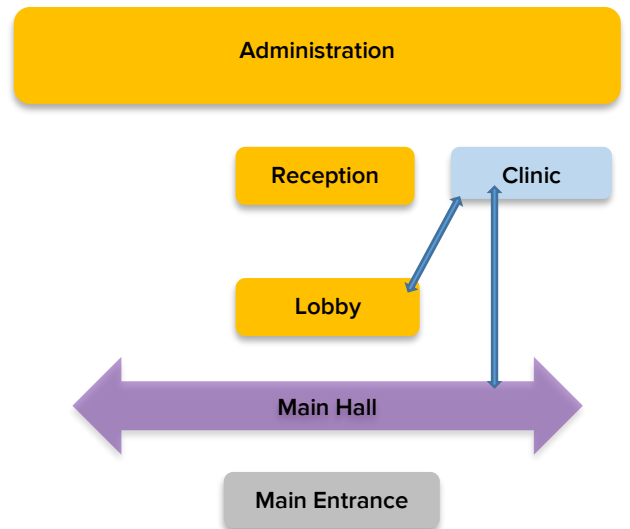 Administration
Reception
Clinic
Lobby
Main Hall
Main Entrance